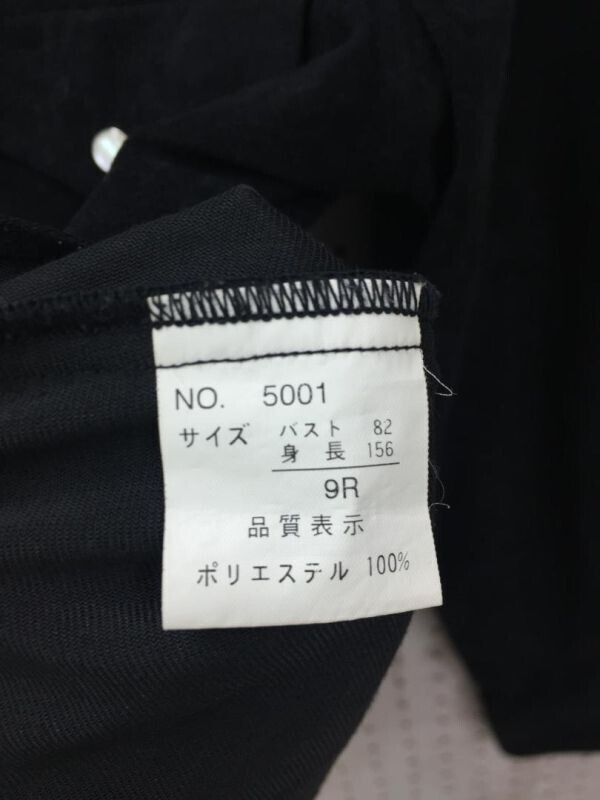 NO. 5001
サイズ バスト 82
身長 156
9R
品質表示
ポリエステル 100%